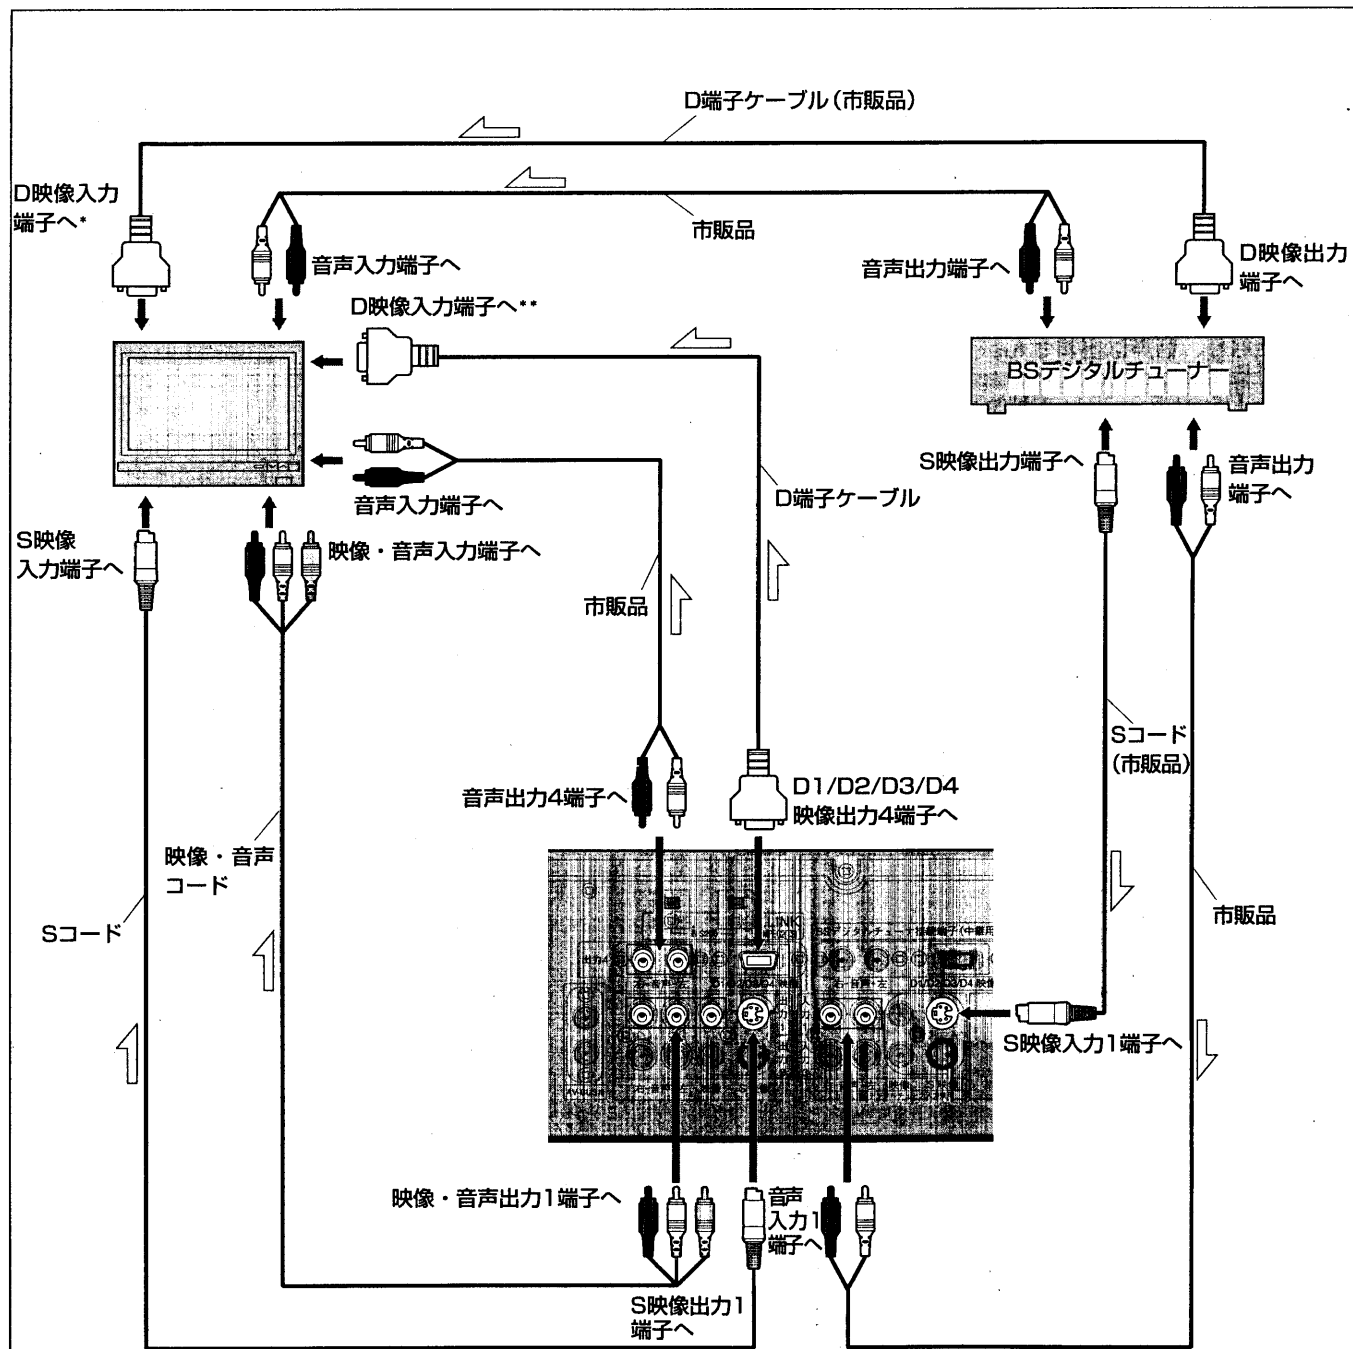 D端子ケーブル(市販品)
D映像入力
端子へ*
市販品
音声入力端子へ
音声出力端子へ
D映像出力
端子へ
D映像入力端子へ**
BSデジタルチューナー
S映像出力端子へ
音声出力
端子へ
音声入力端子へ
D端子ケーブル
S映像
入力端子へ
映像・音声入力端子へ
市販品
Sコード
(市販品)
音声出力4端子へ
D1/D2/D3/D4
映像出力4端子へ
映像・音声
コード
Sコード
市販品
S映像入力1端子へ
映像・音声出力1端子へ
音声
入力1
端子へ
S映像出力1
端子へ